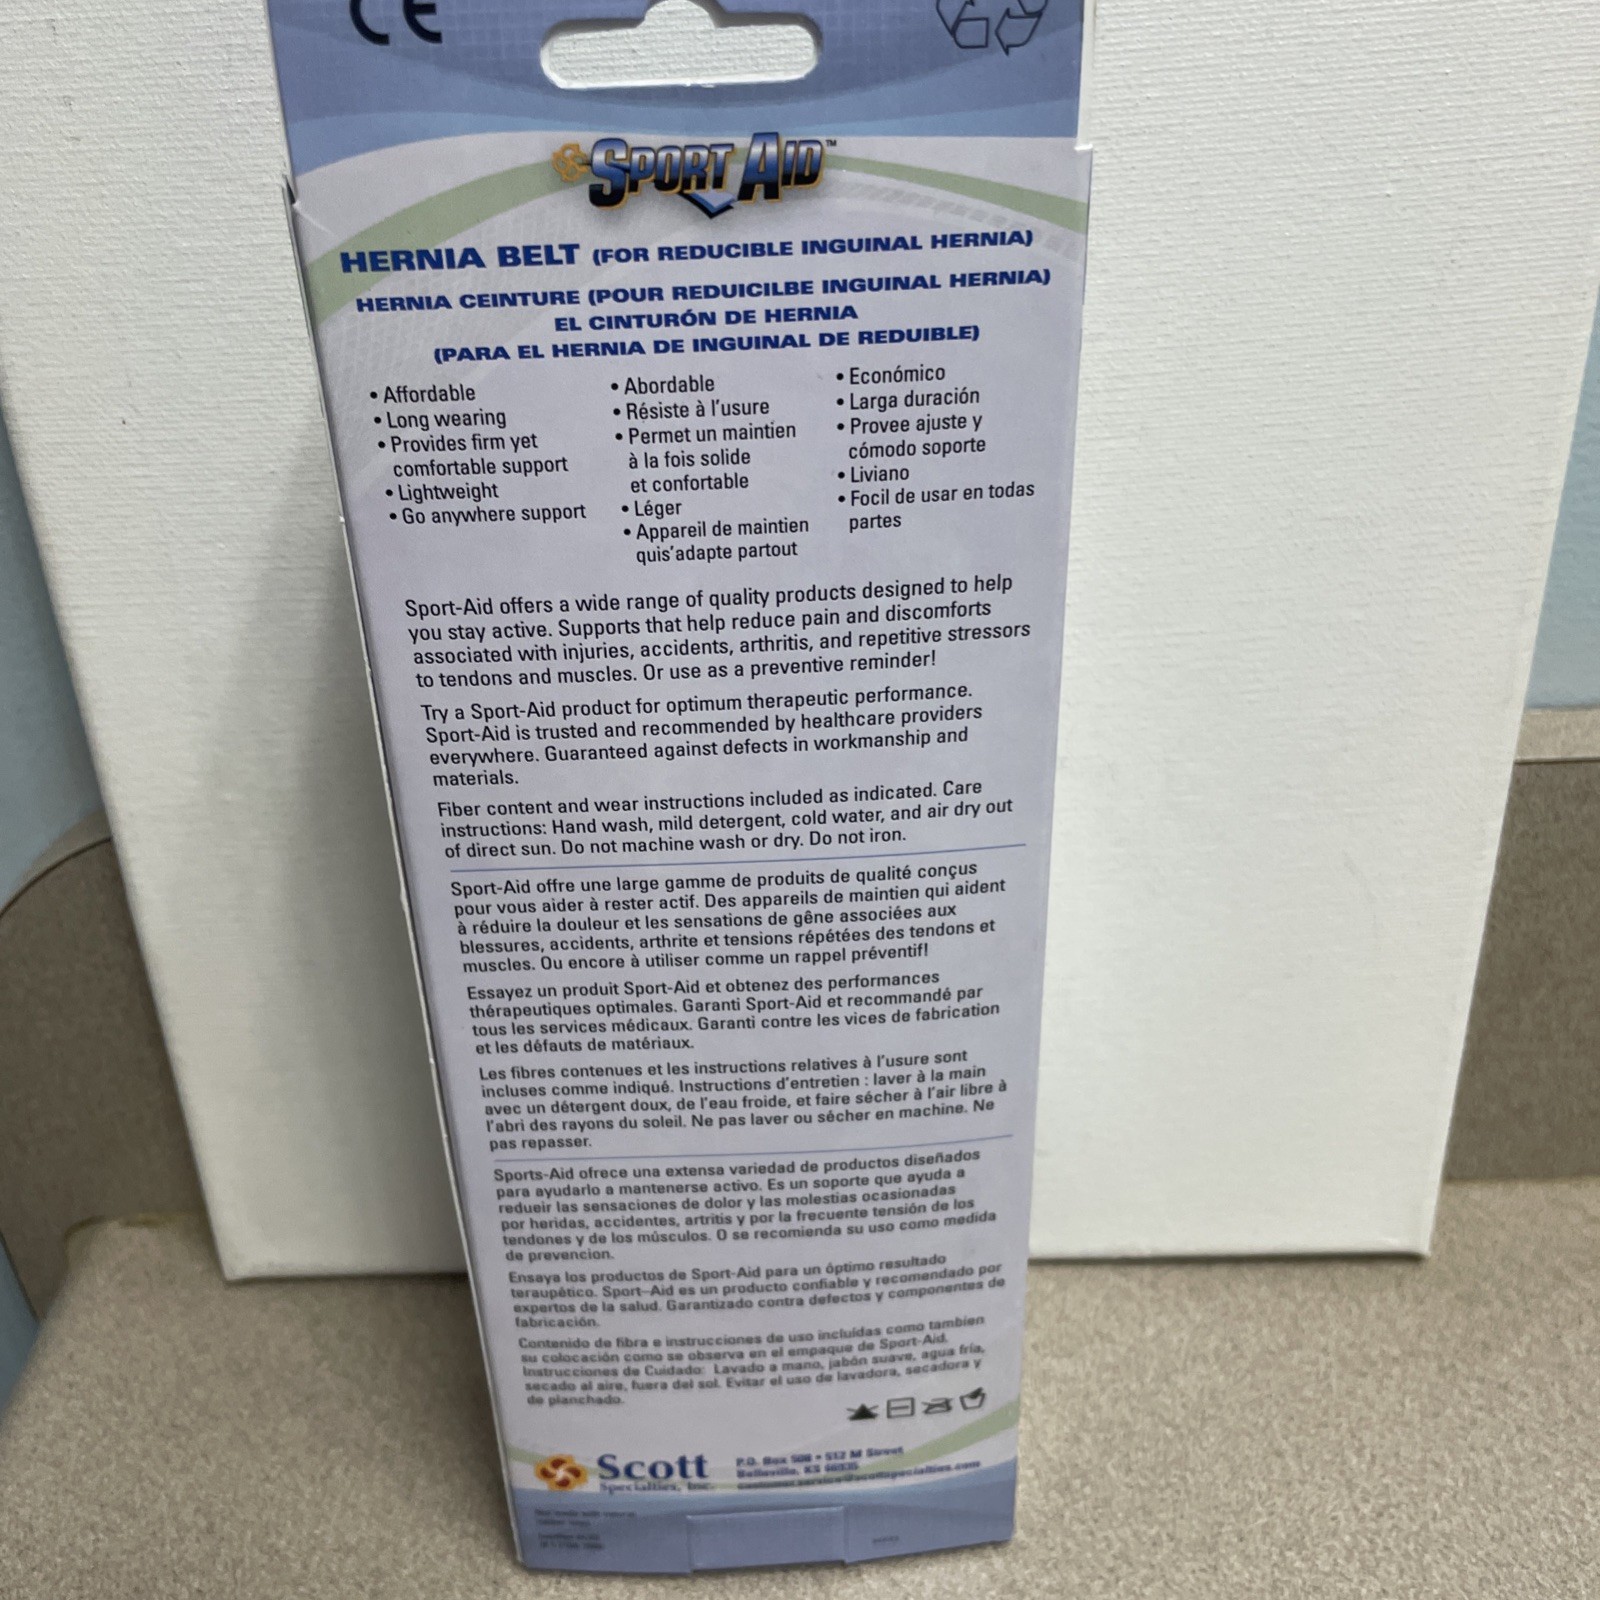 CE
SPORT AID™
HERNIA BELT (FOR REDUCIBLE INGUINAL HERNIA)
HERNIA CEINTURE (POUR REDUICILBE INGUINAL HERNIA)
EL CINTURÓN DE HERNIA
(PARA EL HERNIA DE INGUINAL DE REDUIBLE)
• Affordable
• Long wearing
• Provides firm yet
comfortable support
• Lightweight
• Go anywhere support
• Abordable
• Résiste à l'usure
• Permet un maintien
à la fois solide
et confortable
• Léger
• Appareil de maintien
quis'adapte partout
• Económico
• Larga duración
• Provee ajuste y
cómodo soporte
• Liviano
• Focil de usar en todas
partes
Sport-Aid offers a wide range of quality products designed to help
you stay active. Supports that help reduce pain and discomforts
associated with injuries, accidents, arthritis, and repetitive stressors
to tendons and muscles. Or use as a preventive reminder!
Try a Sport-Aid product for optimum therapeutic performance.
Sport-Aid is trusted and recommended by healthcare providers
everywhere. Guaranteed against defects in workmanship and
materials.
Fiber content and wear instructions included as indicated. Care
instructions: Hand wash, mild detergent, cold water, and air dry out
of direct sun. Do not machine wash or dry. Do not iron.
Sport-Aid offre une large gamme de produits de qualité conçus
pour vous aider à rester actif. Des appareils de maintien qui aident
à réduire la douleur et les sensations de gêne associées aux
blessures, accidents, arthrite et tensions répétées des tendons et
muscles. Ou encore à utiliser comme un rappel préventif!
Essayez un produit Sport-Aid et obtenez des performances
thérapeutiques optimales. Garanti Sport-Aid et recommandé par
tous les services médicaux. Garanti contre les vices de fabrication
et les défauts de matériaux.
Les fibres contenues et les instructions relatives à l'usure sont
incluses comme indiqué. Instructions d'entretien : laver à la main
avec un détergent doux, de l'eau froide, et faire sécher à l'air libre à
l'abri des rayons du soleil. Ne pas laver ou sécher en machine. Ne
pas repasser.
Sports-Aid ofrece una extensa variedad de productos diseñados
para ayudarlo a mantenerse activo. Es un soporte que ayuda a
redueir las sensaciones de dolor y las molestias ocasionadas
por heridas, accidentes, artritis y por la frecuente tensión de los
tendones y de los músculos. O se recomienda su uso como medida
de prevencion.
Ensaya los productos de Sport-Aid para un óptimo resultado
teraupético. Sport-Aid es un producto confiable y recomendado por
expertos de la salud. Garantizado contra defectos y componentes de
fabricación.
Contenido de fibra e instrucciones de uso incluídas como tambien
su colocación como se observa en el empaque de Sport-Aid.
Instrucciones de Cuidado: Lavado a mano, jabón suave, agua fría,
secado al aire, fuera del sol. Evitar el uso de lavadora, secadora y
de planchado.
Scott
Specialties, Inc.
P.O. Box 508 • 512 M Street
Belleville, KS 66935
customerservice@scottspecialties.com